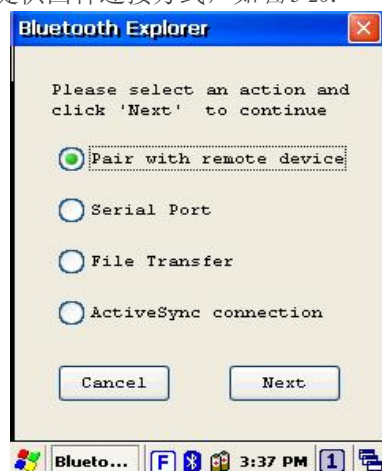 Bluetooth Explorer
Please select an action and
click 'Next' to continue
Pair with remote device
Serial Port
File Transfer
ActiveSync connection
Cancel Next
Blueto... F 3:37 PM 1